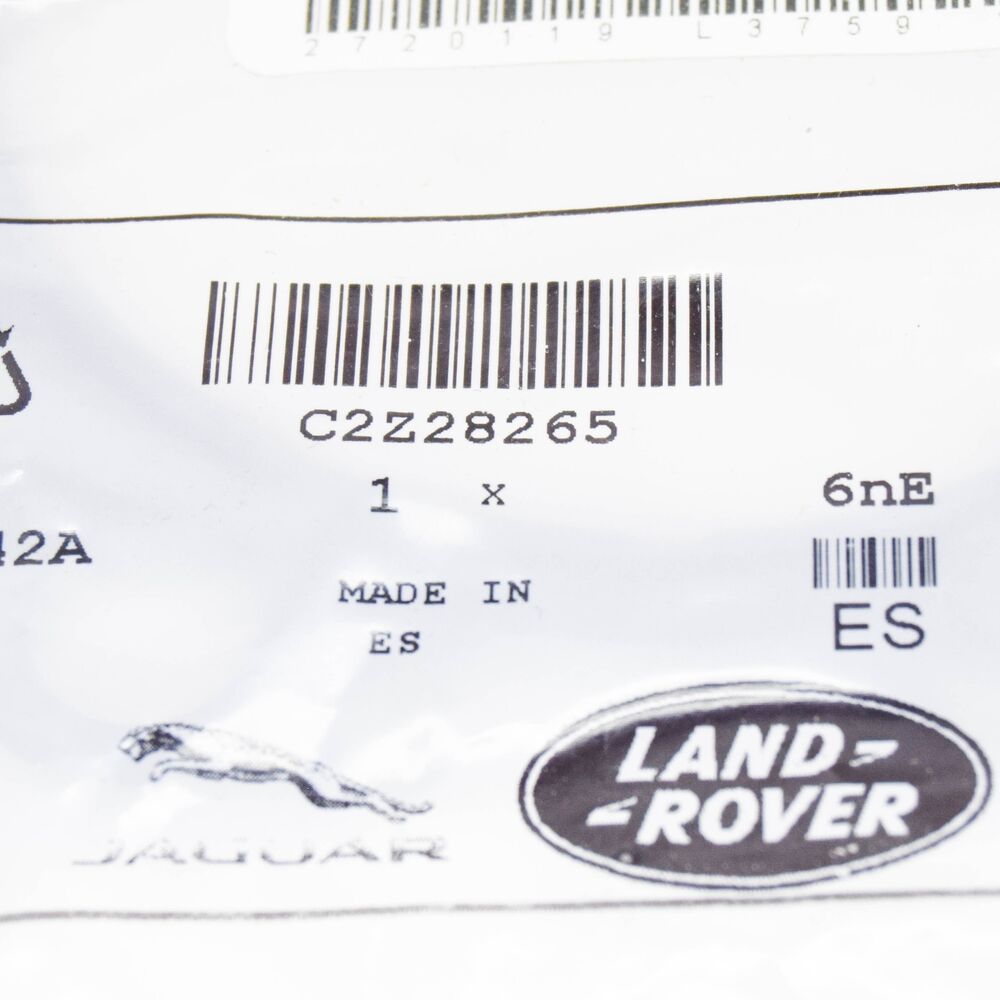 2720119 L3759
C2Z28265
1 x
6nE
42A
MADE IN
ES
ES
JAGUAR
LAND
ROVER